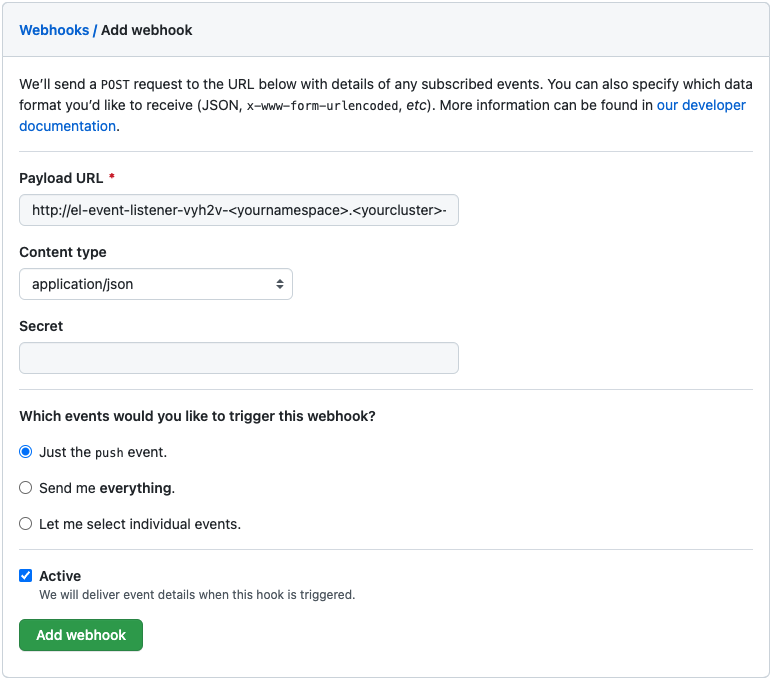 Webhooks / Add webhook
We’ll send a POST request to the URL below with details of any subscribed events. You can also specify which data
format you’d like to receive (JSON, x-www-form-urlencoded, etc). More information can be found in our developer
documentation.
Payload URL *
http://el-event-listener-vyh2v-<yournamespace>.<yourcluster>-
Content type
application/json
Secret
Which events would you like to trigger this webhook?
Just the push event.
Send me everything.
Let me select individual events.
Active
We will deliver event details when this hook is triggered.
Add webhook